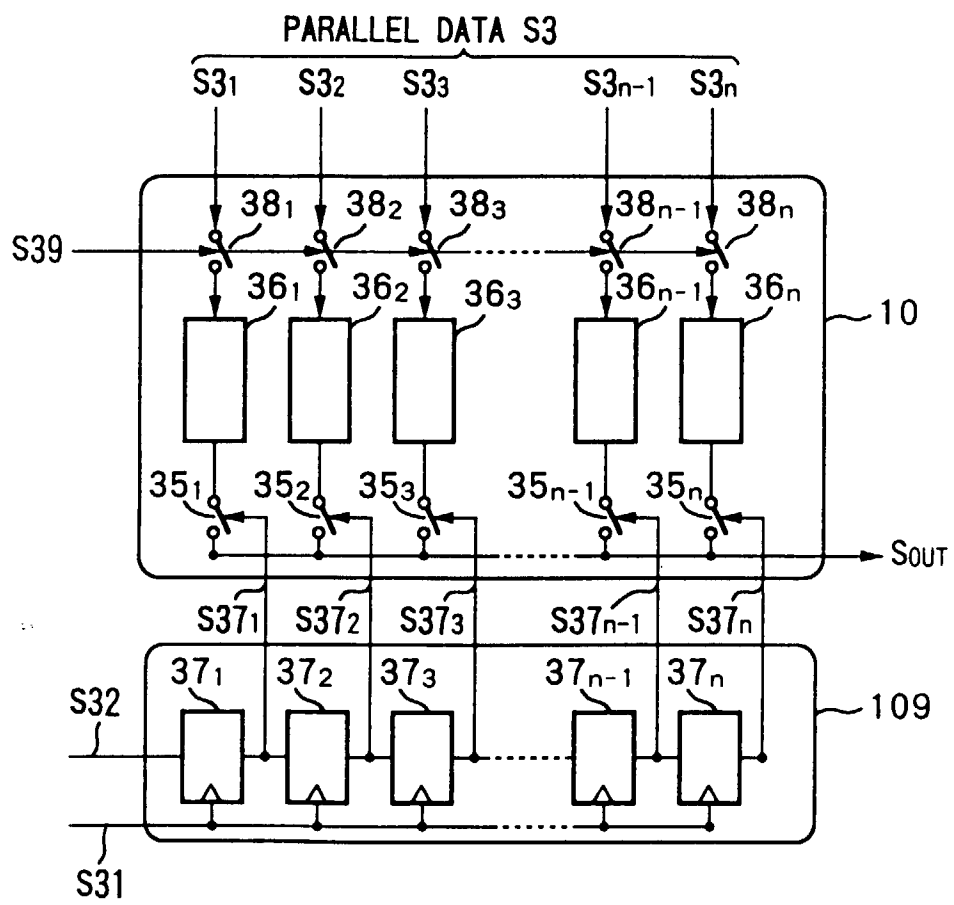 PARALLEL DATA S3
S3₁ S3₂ S3₃ S3ₙ₋₁ S3ₙ
38₁ 38₂ 38₃ 38ₙ₋₁ 38ₙ
S39
36₁ 36₂ 36₃ 36ₙ₋₁ 36ₙ
10
35₁ 35₂ 35₃ 35ₙ₋₁ 35ₙ
SOUT
S37₁ S37₂ S37₃ S37ₙ₋₁ S37ₙ
37₁ 37₂ 37₃ 37ₙ₋₁ 37ₙ
S32
109
S31